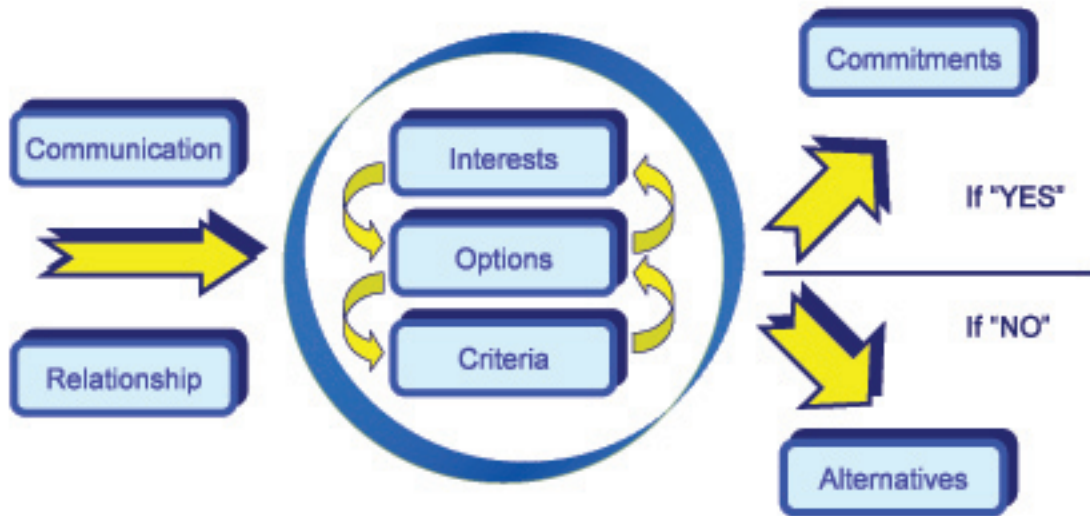 Communication
Relationship
Interests
Options
Criteria
Commitments
If "YES"
If "NO"
Alternatives